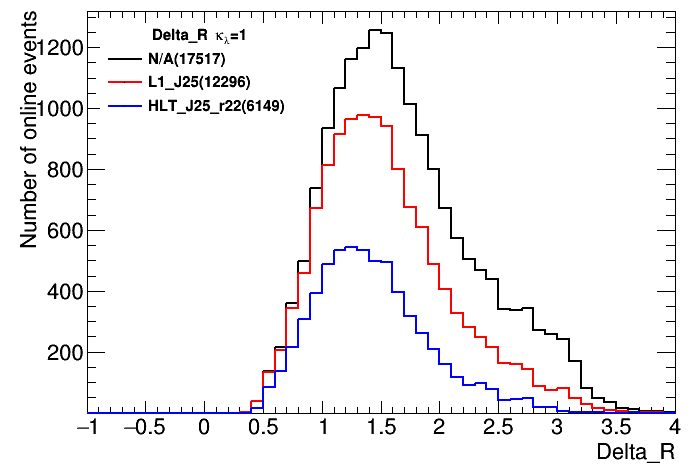 Delta_R κλ=1
N/A(17517)
L1_J25(12296)
HLT_J25_r22(6149)
Number of online events
1200
1000
800
600
400
200
−1 −0.5 0 0.5 1 1.5 2 2.5 3 3.5 4
Delta_R